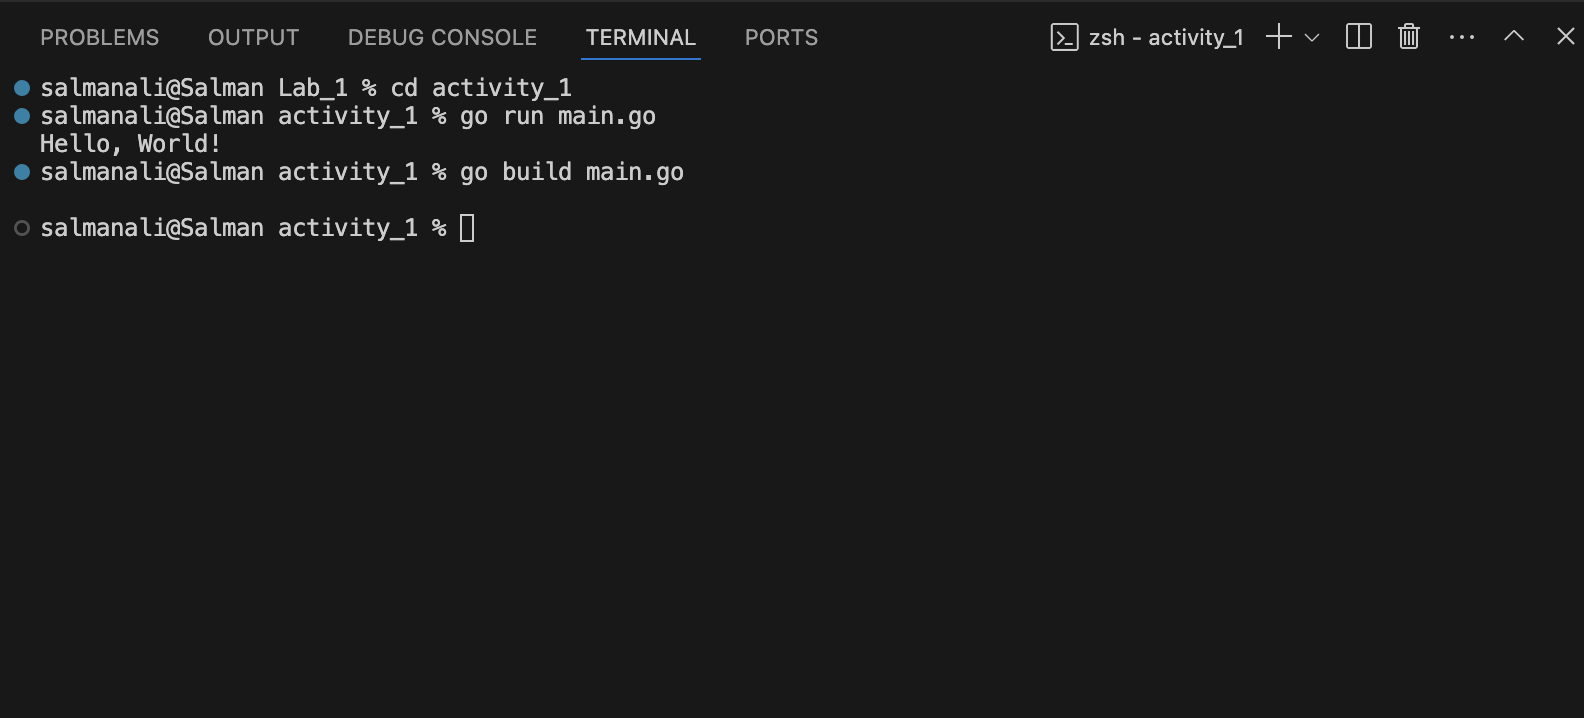 PROBLEMS OUTPUT DEBUG CONSOLE TERMINAL PORTS zsh - activity_1
salmanali@Salman Lab_1 % cd activity_1
salmanali@Salman activity_1 % go run main.go
Hello, World!
salmanali@Salman activity_1 % go build main.go
salmanali@Salman activity_1 %